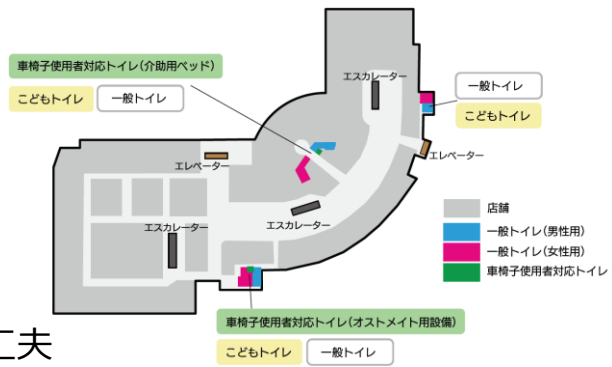 車椅子使用者対応トイレ(介助用ベッド)
こどもトイレ
一般トイレ
エスカレーター
一般トイレ
こどもトイレ
エレベーター
エレベーター
エスカレーター
エスカレーター
店舗
一般トイレ(男性用)
一般トイレ(女性用)
車椅子使用者対応トイレ
車椅子使用者対応トイレ(オストメイト用設備)
こどもトイレ
一般トイレ
工夫